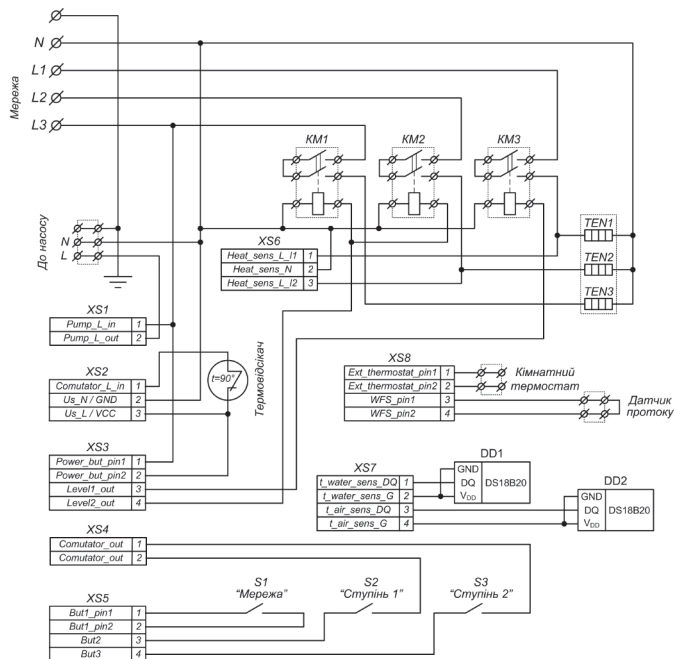 Мережа
N
L1
L2
L3
KM1
KM2
KM3
До насосу
N
L
TEN1
TEN2
TEN3
XS6
Heat_sens_L_l1 1
Heat_sens_N 2
Heat_sens_L_l2 3
XS1
Pump_L_in 1
Pump_L_out 2
XS2
Comutator_L_in 1
Us_N / GND 2
Us_L / VCC 3
t=90°
Термовідсікач
XS8
Ext_thermostat_pin1 1
Ext_thermostat_pin2 2
WFS_pin1 3
WFS_pin2 4
Кімнатний
термостат
Датчик
протоку
XS3
Power_but_pin1 1
Power_but_pin2 2
Level1_out 3
Level2_out 4
XS7
t_water_sens_DQ 1
t_water_sens_G 2
t_air_sens_DQ 3
t_air_sens_G 4
DD1
GND
DQ
VDD
DS18B20
DD2
GND
DQ
VDD
DS18B20
XS4
Comutator_out 1
Comutator_out 2
XS5
But1_pin1 1
But1_pin2 2
But2 3
But3 4
S1
“Мережа”
S2
“Ступінь 1”
S3
“Ступінь 2”